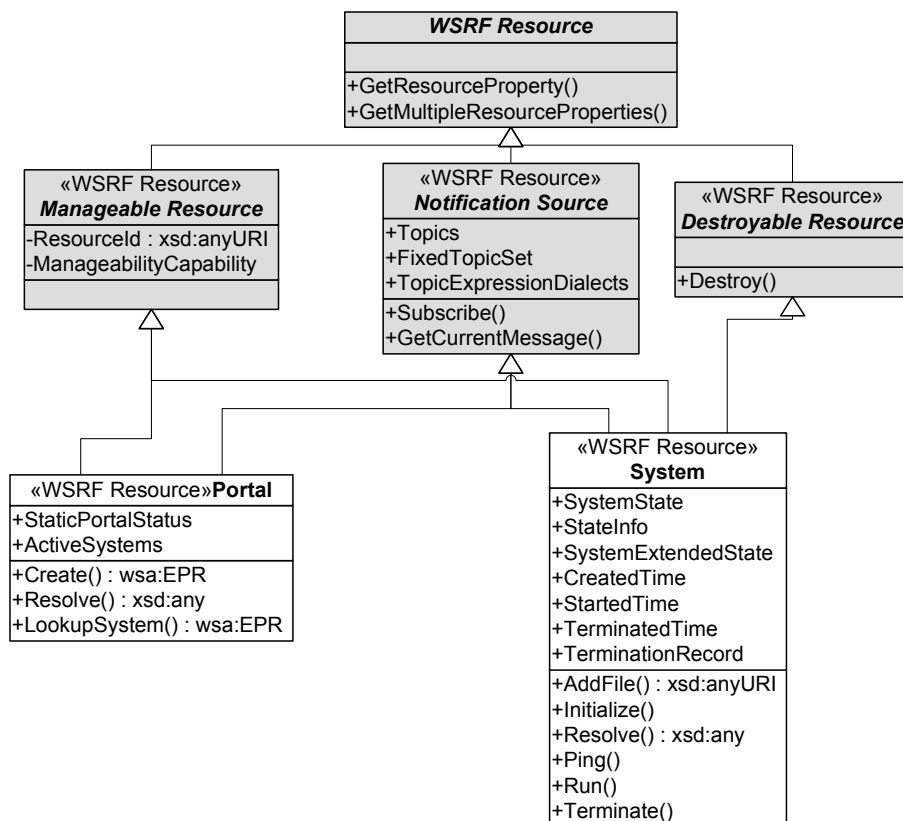 WSRF Resource
+GetResourceProperty()
+GetMultipleResourceProperties()
«WSRF Resource»
Manageable Resource
-ResourceId : xsd:anyURI
-ManageabilityCapability
«WSRF Resource»
Notification Source
+Topics
+FixedTopicSet
+TopicExpressionDialects
+Subscribe()
+GetCurrentMessage()
«WSRF Resource»
Destroyable Resource
+Destroy()
«WSRF Resource»Portal
+StaticPortalStatus
+ActiveSystems
+Create() : wsa:EPR
+Resolve() : xsd:any
+LookupSystem() : wsa:EPR
«WSRF Resource»
System
+SystemState
+StateInfo
+SystemExtendedState
+CreatedTime
+StartedTime
+TerminatedTime
+TerminationRecord
+AddFile() : xsd:anyURI
+Initialize()
+Resolve() : xsd:any
+Ping()
+Run()
+Terminate()